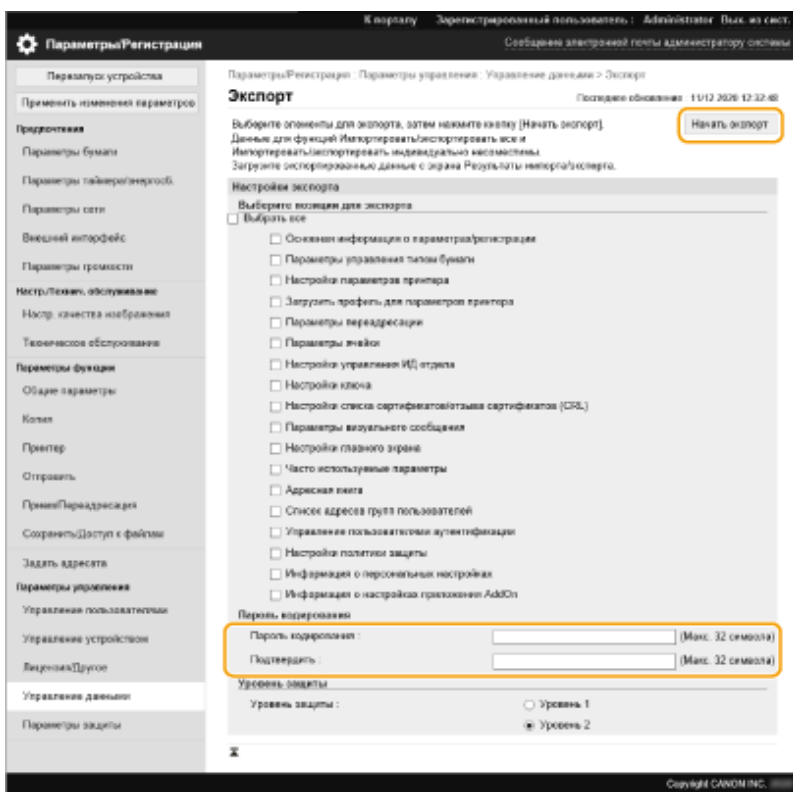 К порталу Зарегистрированный пользователь : Administrator Вых. из сист.
Параметры/Регистрация
Сообщение электронной почты администратору системы
Перезапуск устройства
Применить изменения параметров
Предпочтения
Параметры бумаги
Параметры таймера/энергосб.
Параметры сети
Внешний интерфейс
Параметры громкости
Настр./Технич. обслуживание
Настр. качества изображения
Техническое обслуживание
Параметры функции
Общие параметры
Копия
Принтер
Отправить
Прием/Переадресация
Сохранить/Доступ к файлам
Задать адресата
Параметры управления
Управление пользователями
Управление устройством
Лицензия/Другое
Управление данными
Параметры защиты
Параметры/Регистрация : Параметры управления : Управление данными > Экспорт
Экспорт
Последнее обновление : 11/12 2020 12:32:48
Выберите элементы для экспорта, затем нажмите кнопку [Начать экспорт].
Данные для функций Импортировать/экспортировать все и
Импортировать/экспортировать индивидуально несовместимы.
Загрузите экспортированные данные с экрана Результаты импорта/экспорта.
Начать экспорт
Настройки экспорта
Выберите позиции для экспорта
Выбрать все
Основная информация о параметрах/регистрации
Параметры управления типом бумаги
Настройки параметров принтера
Загрузить профиль для параметров принтера
Параметры переадресации
Параметры ячейки
Настройки управления ИД отдела
Настройки ключа
Настройки списка сертификатов/отзыва сертификатов (CRL)
Параметры визуального сообщения
Настройки главного экрана
Часто используемые параметры
Адресная книга
Список адресов групп пользователей
Управление пользователями аутентификации
Настройки политики защиты
Информация о персональных настройках
Информация о настройках приложения AddOn
Пароль кодирования
Пароль кодирования : (Макс. 32 символа)
Подтвердить : (Макс. 32 символа)
Уровень защиты
Уровень защиты : Уровень 1
Уровень 2
Copyright CANON INC.